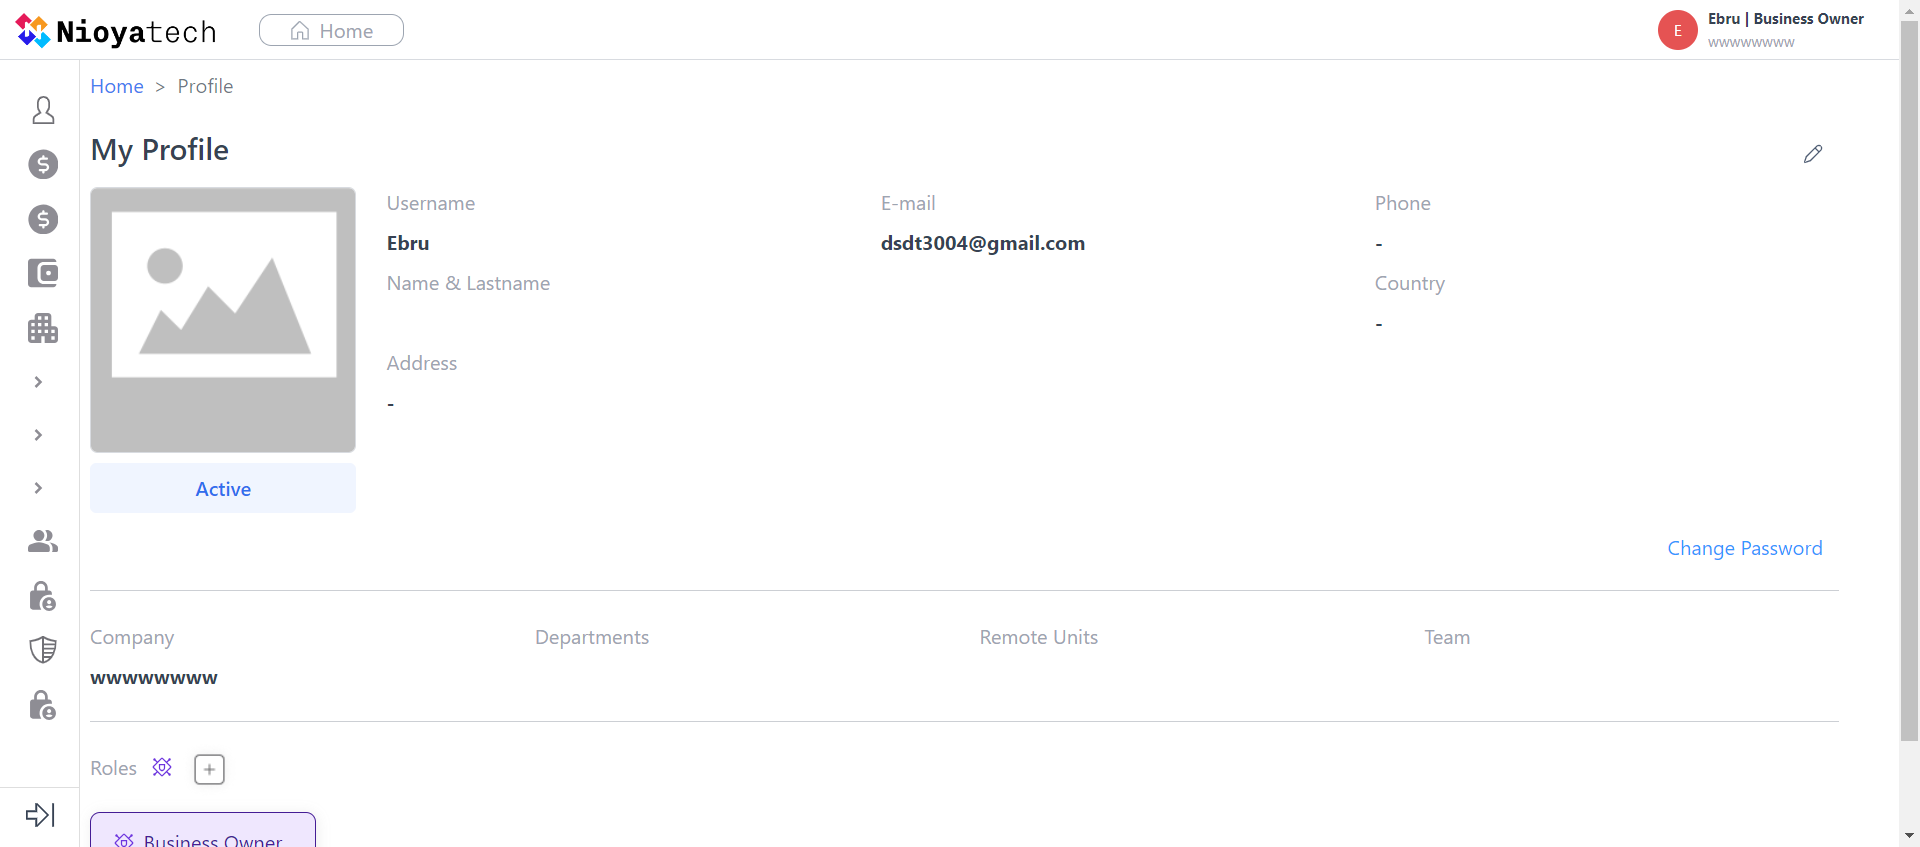 Nioyatech
Home
E
Ebru | Business Owner
wwwwwwww
Home > Profile
My Profile
Username
E-mail
Phone
Ebru
dsdt3004@gmail.com
-
Name & Lastname
Country
-
Address
-
Active
Change Password
Company
Departments
Remote Units
Team
wwwwwwww
Roles
Business Owner